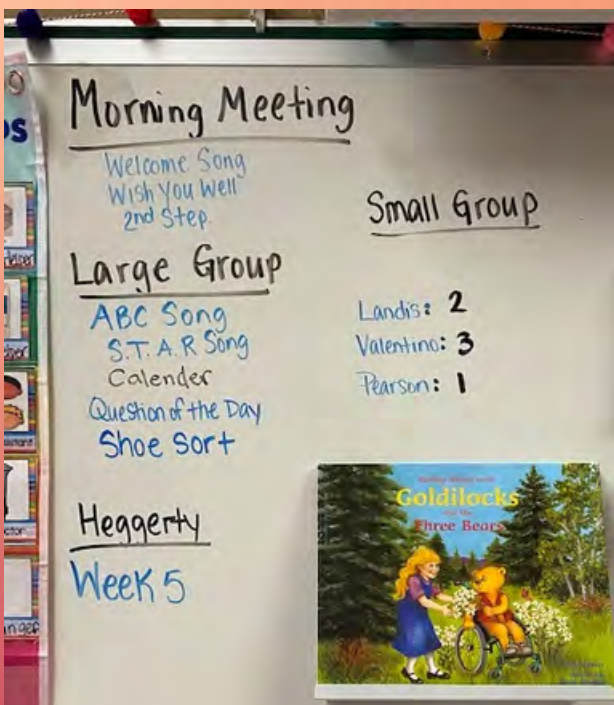 Morning Meeting
Welcome Song
Wish You Well
2nd Step
Large Group
ABC Song
S.T.A.R Song
Calender
Question of the Day
Shoe Sort
Heggerty
Week 5
Small Group
Landis: 2
Valentino: 3
Pearson: 1
Goldilocks
and the
Three Bears